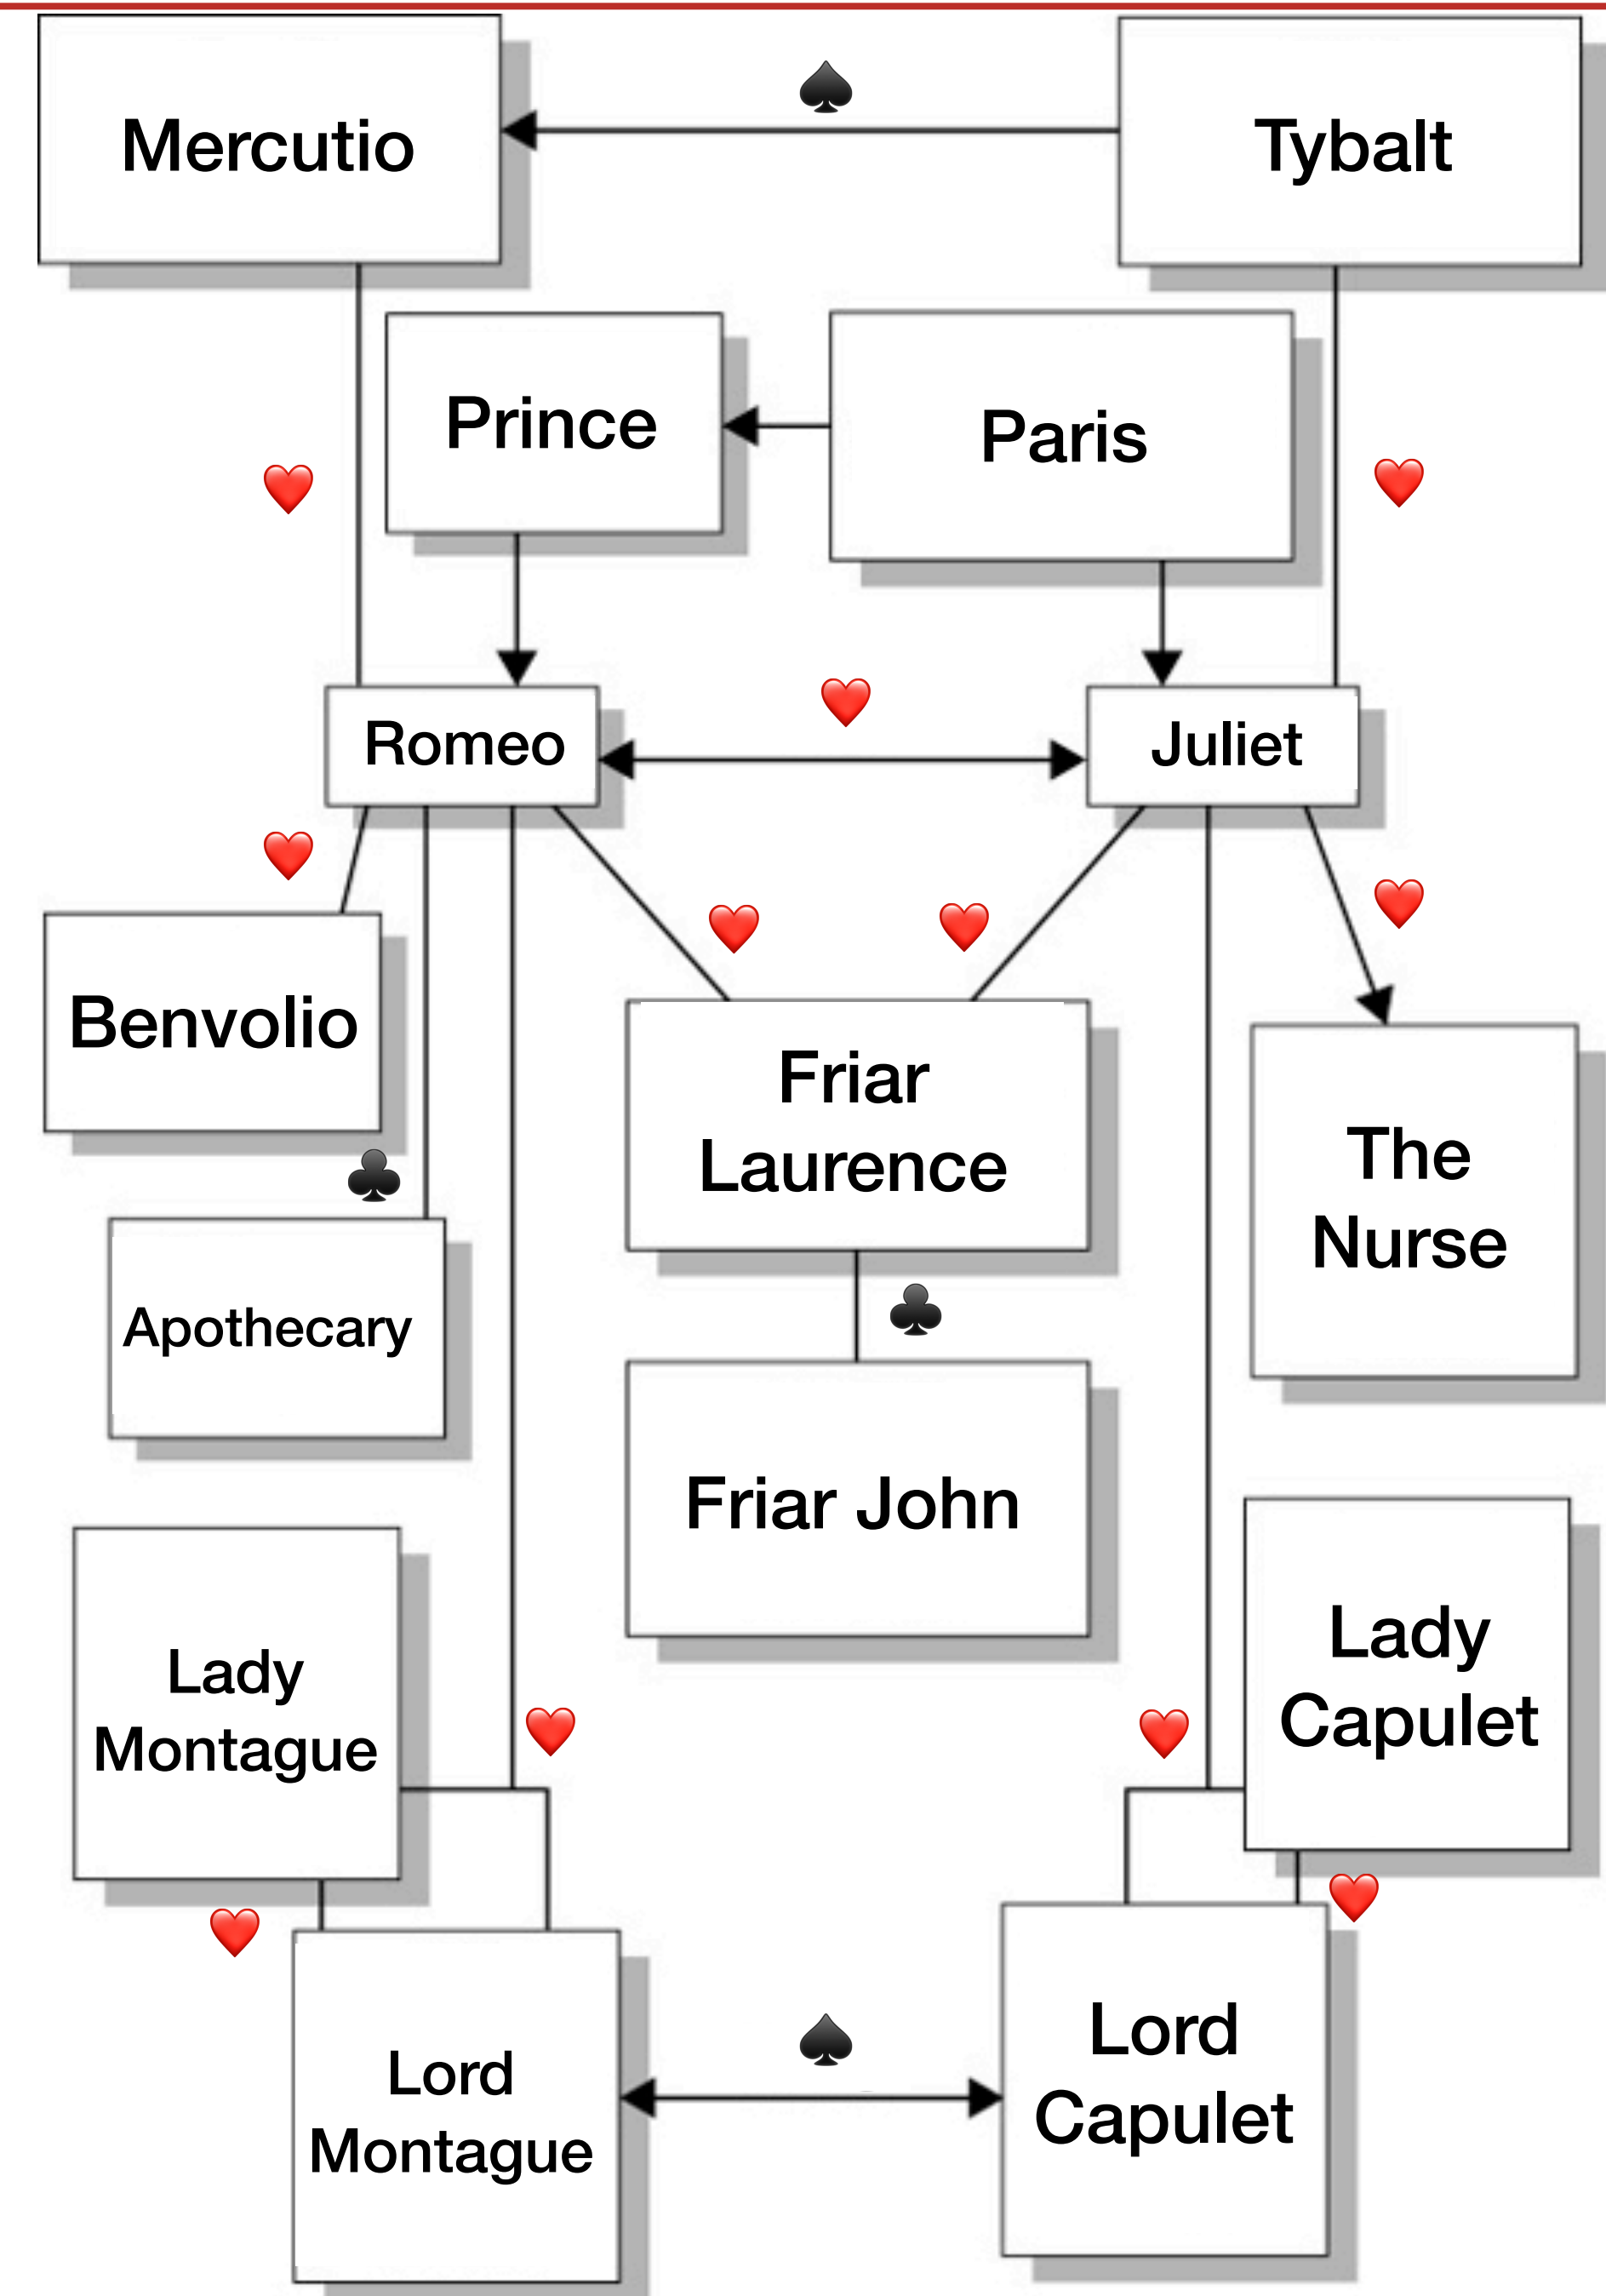 Mercutio
Tybalt
Prince
Paris
Romeo
Juliet
Benvolio
Friar
Laurence
The
Nurse
Apothecary
Friar John
Lady
Montague
Lady
Capulet
Lord
Montague
Lord
Capulet